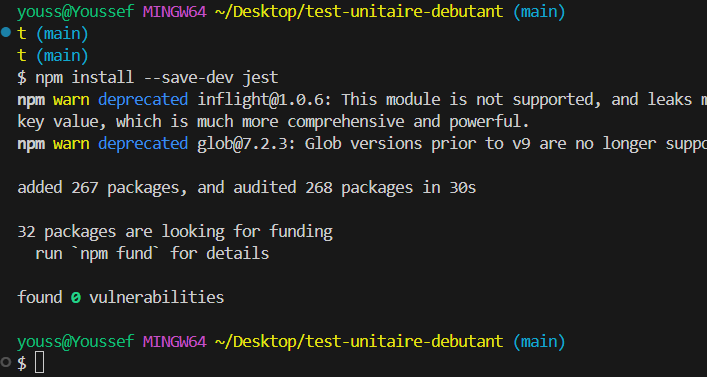 youss@Youssef MINGW64 ~/Desktop/test-unitaire-debutant (main)
t (main)
t (main)
$ npm install --save-dev jest
npm warn deprecated inflight@1.0.6: This module is not supported, and leaks m
key value, which is much more comprehensive and powerful.
npm warn deprecated glob@7.2.3: Glob versions prior to v9 are no longer suppo
added 267 packages, and audited 268 packages in 30s
32 packages are looking for funding
run `npm fund` for details
found 0 vulnerabilities
youss@Youssef MINGW64 ~/Desktop/test-unitaire-debutant (main)
$